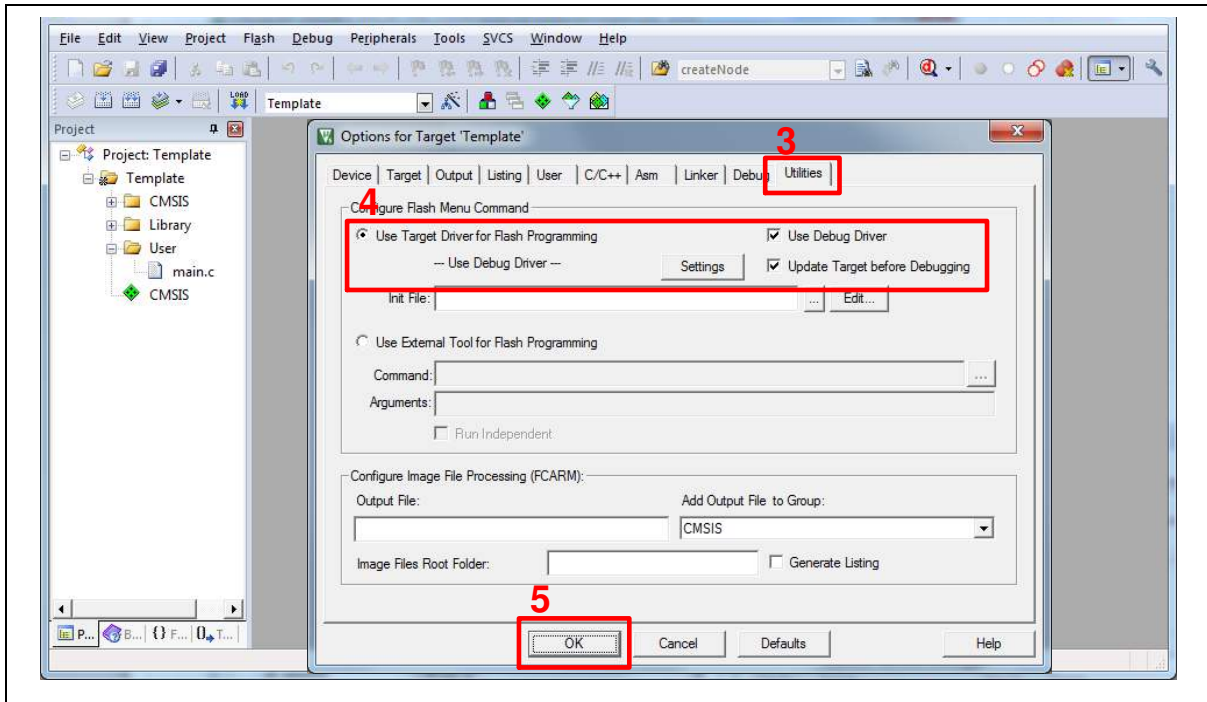 File Edit View Project Flash Debug Peripherals Tools SVCS Window Help
createNode
LOAD
Template
Project
Project: Template
Template
CMSIS
Library
User
main.c
CMSIS
P... B... {} F... 0 T...
Options for Target 'Template'
3
Device Target Output Listing User C/C++ Asm Linker Debug Utilities
4
Configure Flash Menu Command
Use Target Driver for Flash Programming Use Debug Driver
-- Use Debug Driver -- Settings Update Target before Debugging
Init File: ... Edit...
Use External Tool for Flash Programming
Command: ...
Arguments:
Run Independent
Configure Image File Processing (FCARM):
Output File: Add Output File to Group:
CMSIS
Image Files Root Folder: Generate Listing
5
OK Cancel Defaults Help